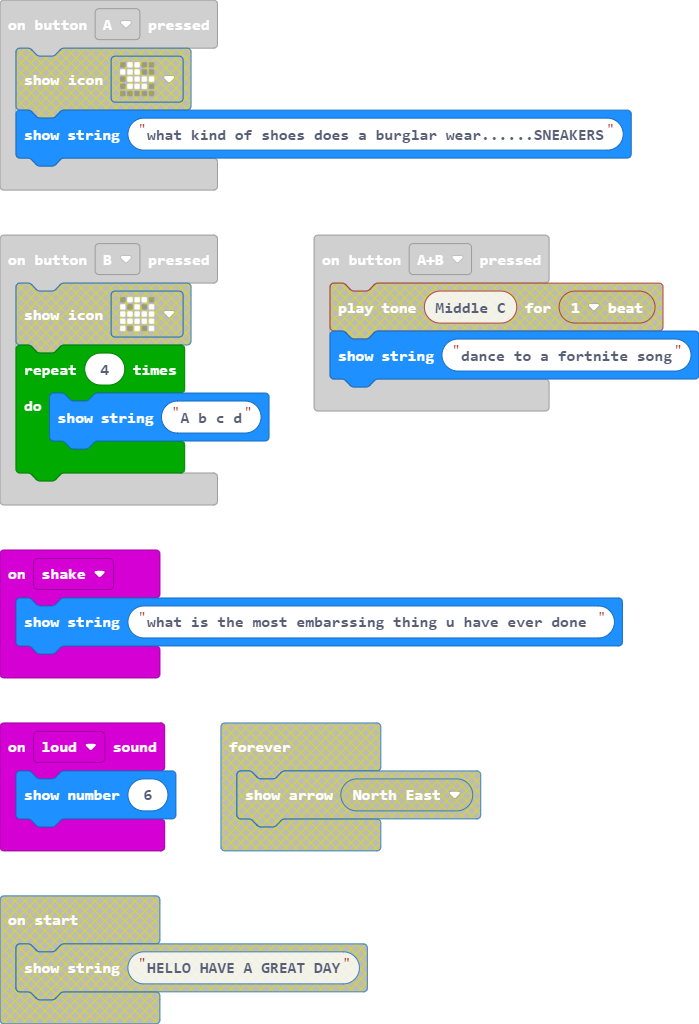 on button A pressed
show icon
show string "what kind of shoes does a burglar wear......SNEAKERS"
on button B pressed
show icon
repeat 4 times
do show string "A b c d"
on button A+B pressed
play tone Middle C for 1 beat
show string "dance to a fortnite song"
on shake
show string "what is the most embarssing thing u have ever done "
on loud sound
show number 6
forever
show arrow North East
on start
show string "HELLO HAVE A GREAT DAY"